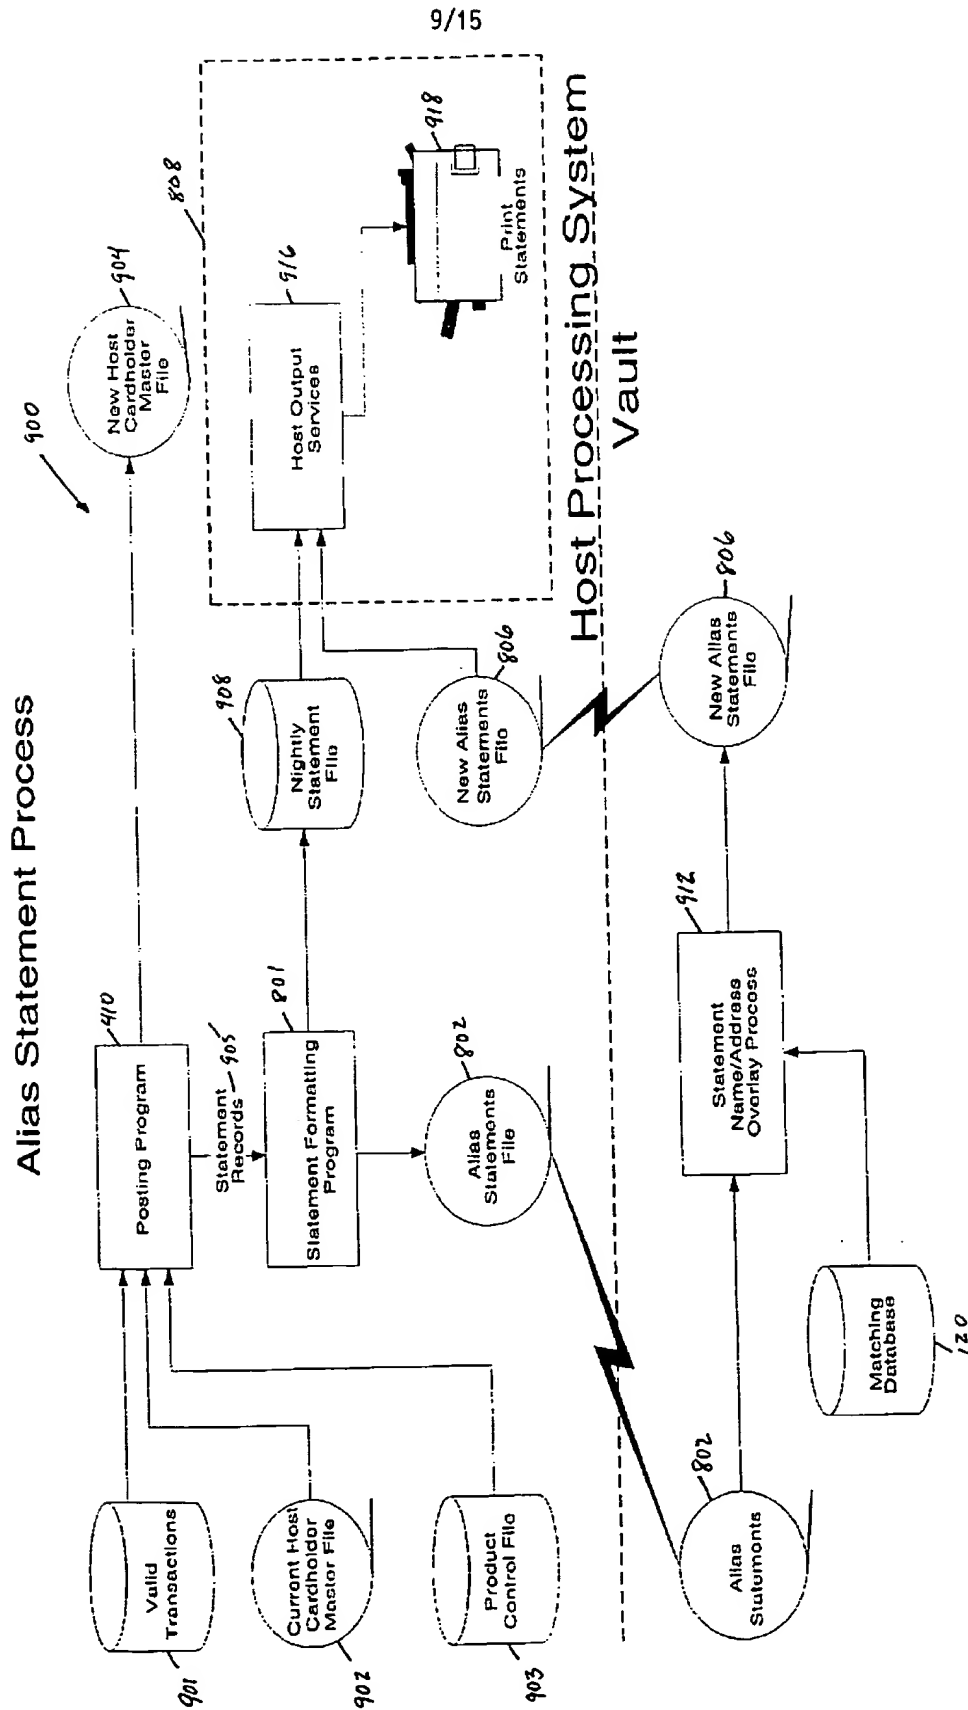 9/15
Alias Statement Process
900
Valid
Transactions
901
Current Host
Cardholder
Master File
902
Product
Control File
903
Posting Program
410
Statement
Records
905
Statement Formatting
Program
801
Alias
Statements
File
802
New Host
Cardholder
Master
File
904
Nightly
Statement
File
908
New Alias
Statements
File
806
808
Host Output
Services
916
Print
Statements
918
Host Processing System
Vault
Alias
Statumonts
802
Matching
Database
120
Statement
Name/Address
Overlay Process
912
New Alias
Statements
File
806